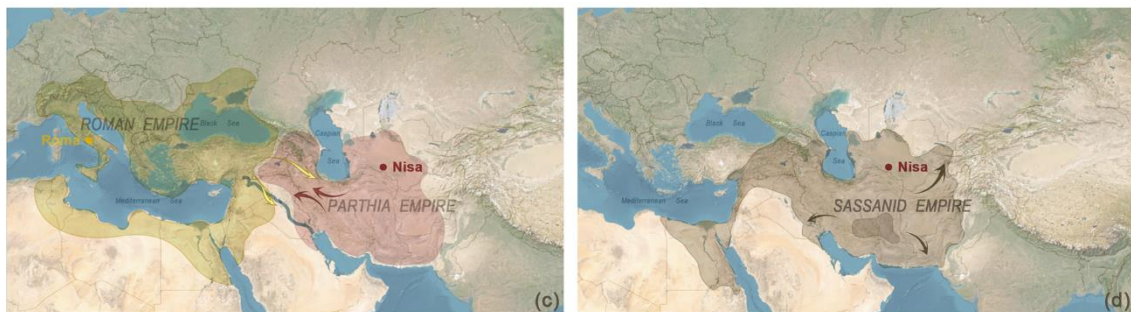 Black Sea
ROMAN EMPIRE
Roma
Caspian
Sea
Nisa
Mediterranean Sea
PARTHIA EMPIRE
(c)
Black Sea
Caspian
Sea
Nisa
Mediterranean Sea
SASSANID EMPIRE
(d)